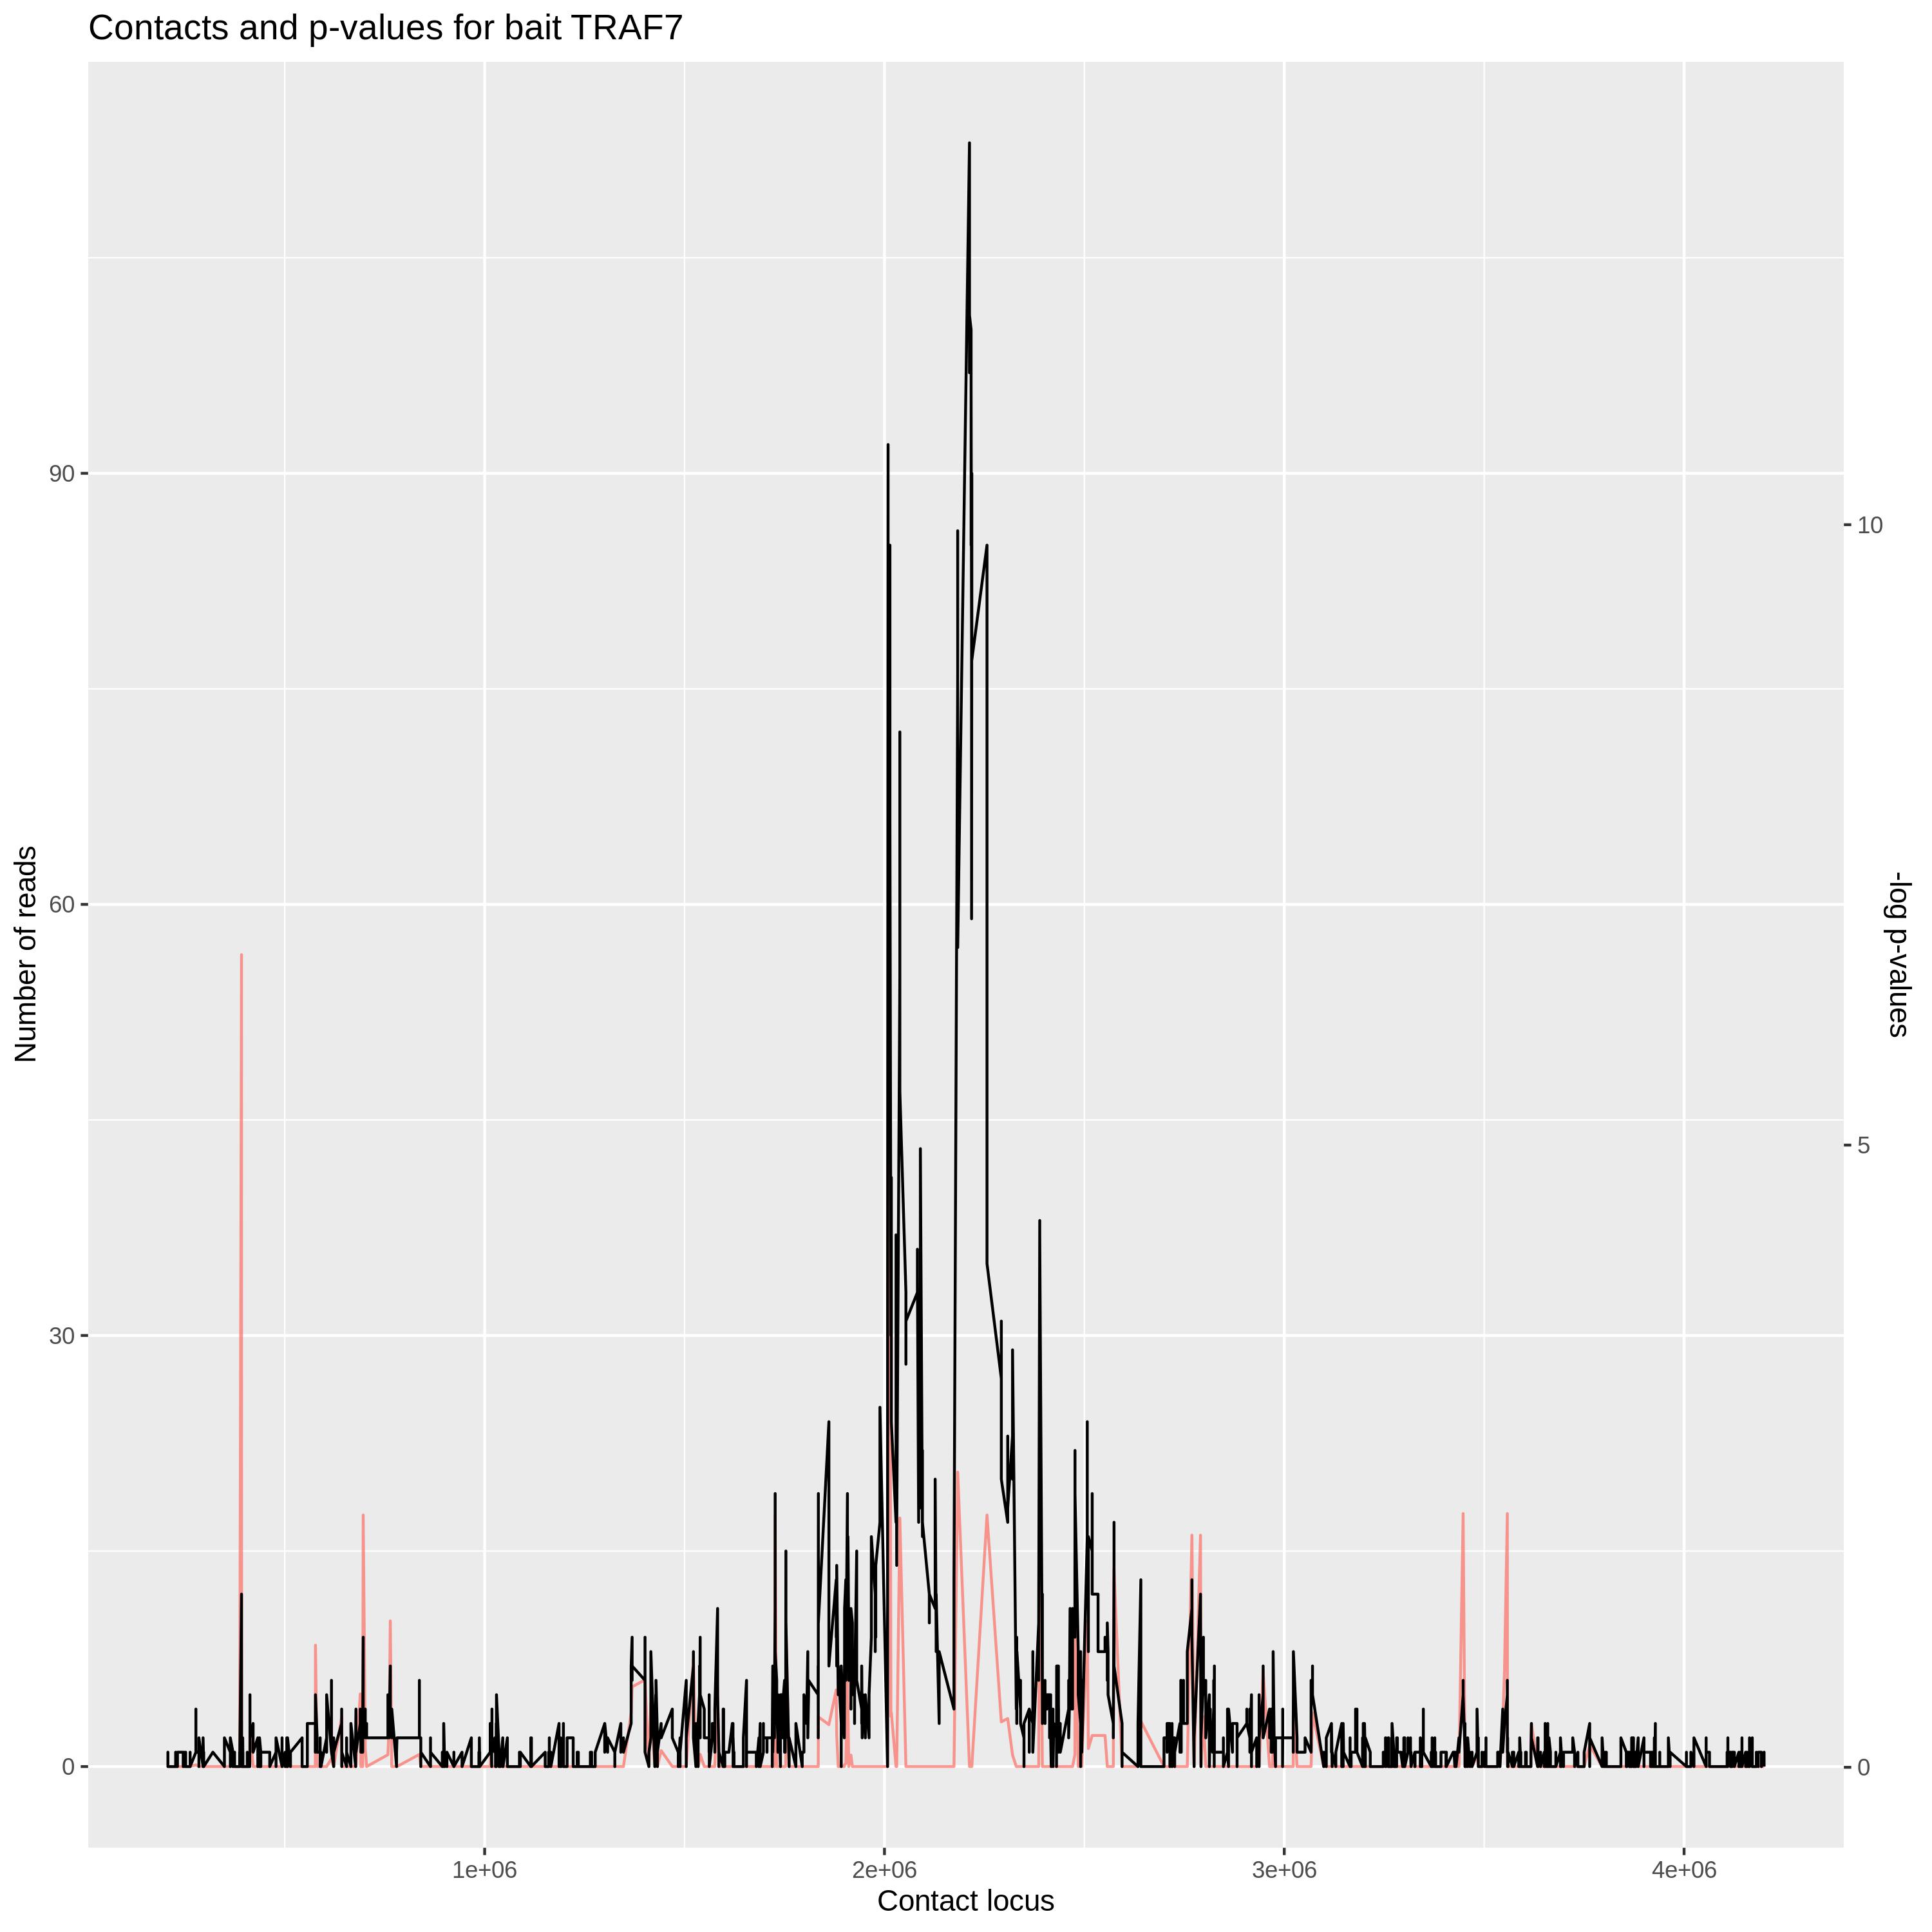 Contacts and p-values for bait TRAF7
Number of reads
90
60
30
0
10
5
0
-log p-values
1e+06
2e+06
3e+06
4e+06
Contact locus